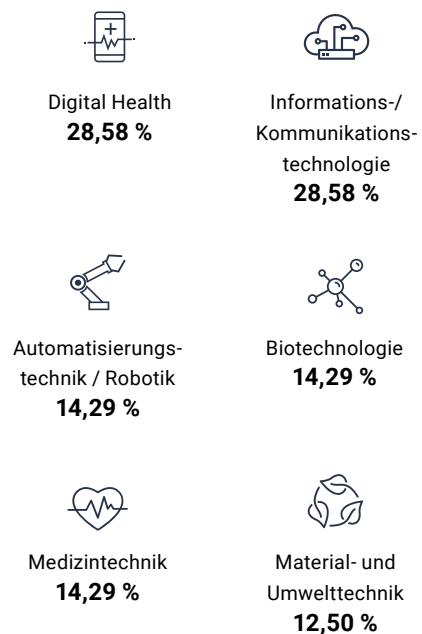 Digital Health
28,58 %
Informations-/
Kommunikations-
technologie
28,58 %
Automatisierungs-
technik / Robotik
14,29 %
Biotechnologie
14,29 %
Medizintechnik
14,29 %
Material- und
Umwelttechnik
12,50 %